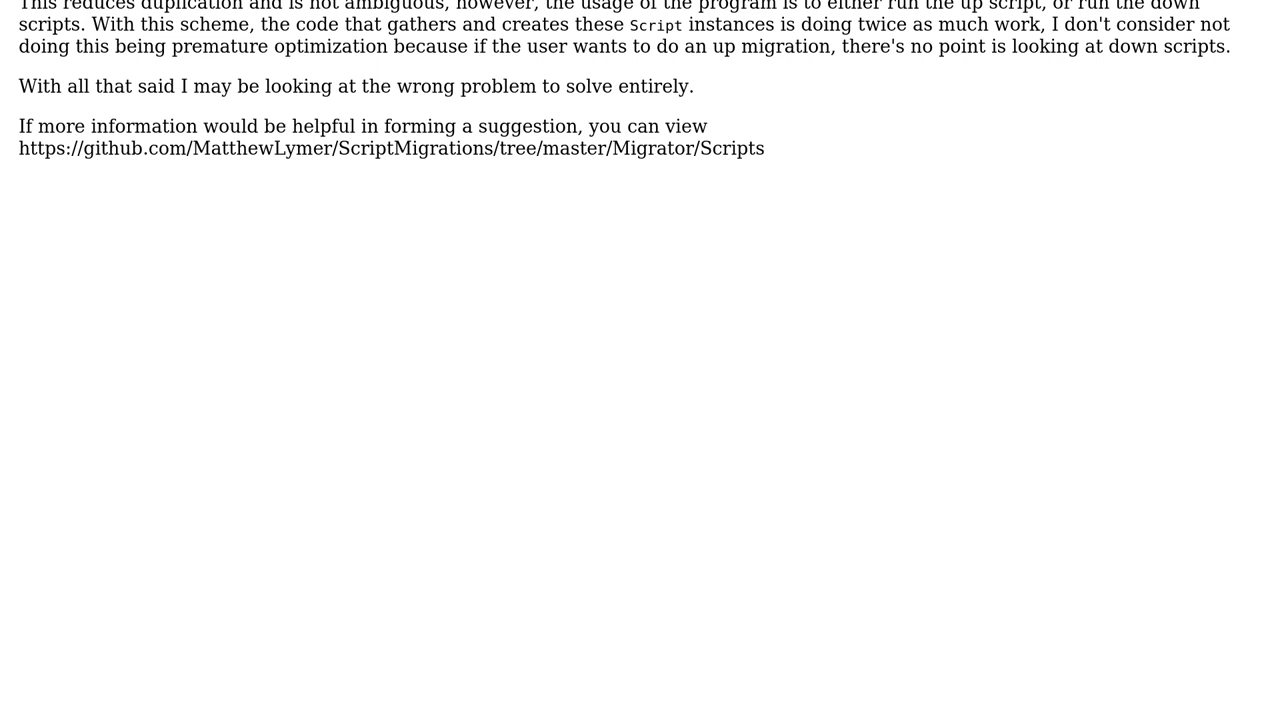 This reduces duplication and is not ambiguous, however, the usage of the program is to either run the up script, or run the down
scripts. With this scheme, the code that gathers and creates these Script instances is doing twice as much work, I don't consider not
doing this being premature optimization because if the user wants to do an up migration, there's no point is looking at down scripts.
With all that said I may be looking at the wrong problem to solve entirely.
If more information would be helpful in forming a suggestion, you can view
https://github.com/MatthewLymer/ScriptMigrations/tree/master/Migrator/Scripts